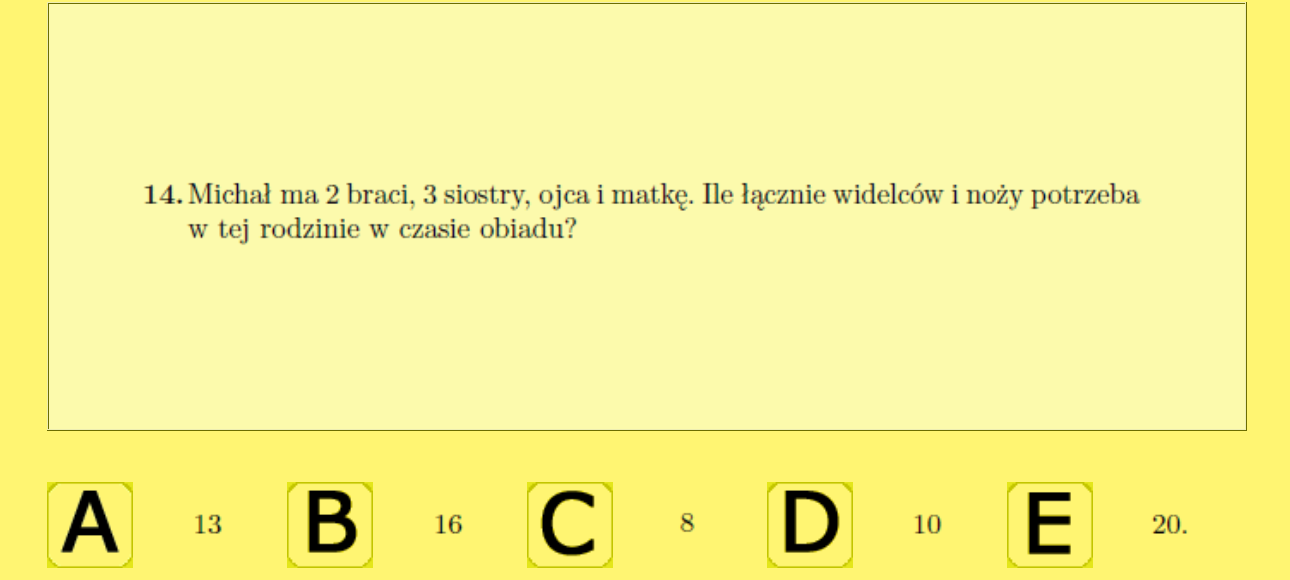 14. Michał ma 2 braci, 3 siostry, ojca i matkę. Ile łącznie widelców i noży potrzeba
w tej rodzinie w czasie obiadu?
A 13 B 16 C 8 D 10 E 20.